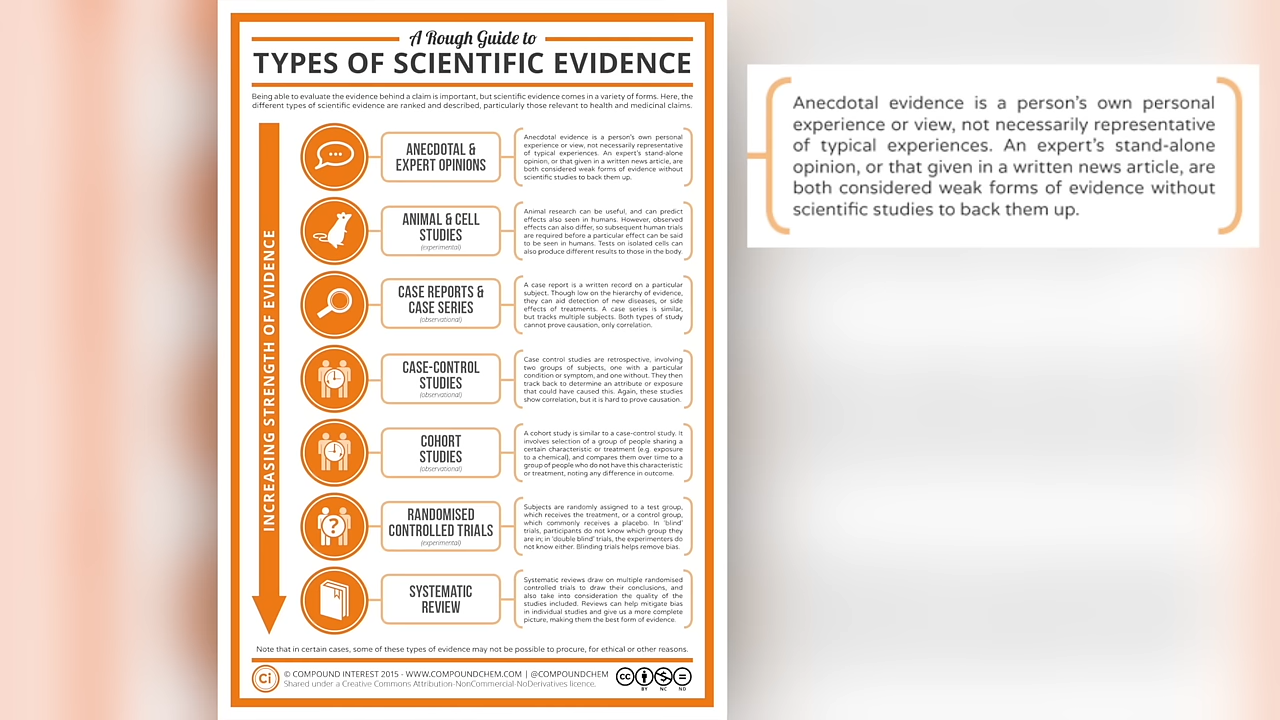 A Rough Guide to
TYPES OF SCIENTIFIC EVIDENCE
Being able to evaluate the evidence behind a claim is important, but scientific evidence comes in a variety of forms. Here, the
different types of scientific evidence are ranked and described, particularly those relevant to health and medicinal claims.
INCREASING STRENGTH OF EVIDENCE
ANECDOTAL &
EXPERT OPINIONS
Anecdotal evidence is a person's own personal
experience or view, not necessarily representative
of typical experiences. An expert's stand-alone
opinion, or that given in a written news article, are
both considered weak forms of evidence without
scientific studies to back them up.
ANIMAL & CELL
STUDIES
(experimental)
Animal research can be useful, and can predict
effects also seen in humans. However, observed
effects can also differ, so subsequent human trials
are required before a particular effect can be said
to be seen in humans. Tests on isolated cells can
also produce different results to those in the body.
CASE REPORTS &
CASE SERIES
(observational)
A case report is a written record on a particular
subject. Though low on the hierarchy of evidence,
they can aid detection of new diseases, or side
effects of treatments. A case series is similar,
but tracks multiple subjects. Both types of study
cannot prove causation, only correlation.
CASE-CONTROL
STUDIES
(observational)
Case control studies are retrospective, involving
two groups of subjects, one with a particular
condition or symptom, and one without. They then
track back to determine an attribute or exposure
that could have caused this. Again, these studies
show correlation, but it is hard to prove causation.
COHORT
STUDIES
(observational)
A cohort study is similar to a case-control study. It
involves selection of a group of people sharing a
certain characteristic or treatment (e.g. exposure
to a chemical), and compares them over time to a
group of people who do not have this characteristic
or treatment, noting any difference in outcome.
RANDOMISED
CONTROLLED TRIALS
(experimental)
Subjects are randomly assigned to a test group,
which receives the treatment, or a control group,
which commonly receives a placebo. In 'blind'
trials, participants do not know which group they
are in; in 'double blind' trials, the experimenters do
not know either. Blinding trials helps remove bias.
SYSTEMATIC
REVIEW
Systematic reviews draw on multiple randomised
controlled trials to draw their conclusions, and
also take into consideration the quality of the
studies included. Reviews can help mitigate bias
in individual studies and give us a more complete
picture, making them the best form of evidence.
Note that in certain cases, some of these types of evidence may not be possible to procure, for ethical or other reasons.
Ci
© COMPOUND INTEREST 2015 - WWW.COMPOUNDCHEM.COM | @COMPOUNDCHEM
Shared under a Creative Commons Attribution-NonCommercial-NoDerivatives licence.
cc
BY NC ND
Anecdotal evidence is a person's own personal
experience or view, not necessarily representative
of typical experiences. An expert's stand-alone
opinion, or that given in a written news article, are
both considered weak forms of evidence without
scientific studies to back them up.